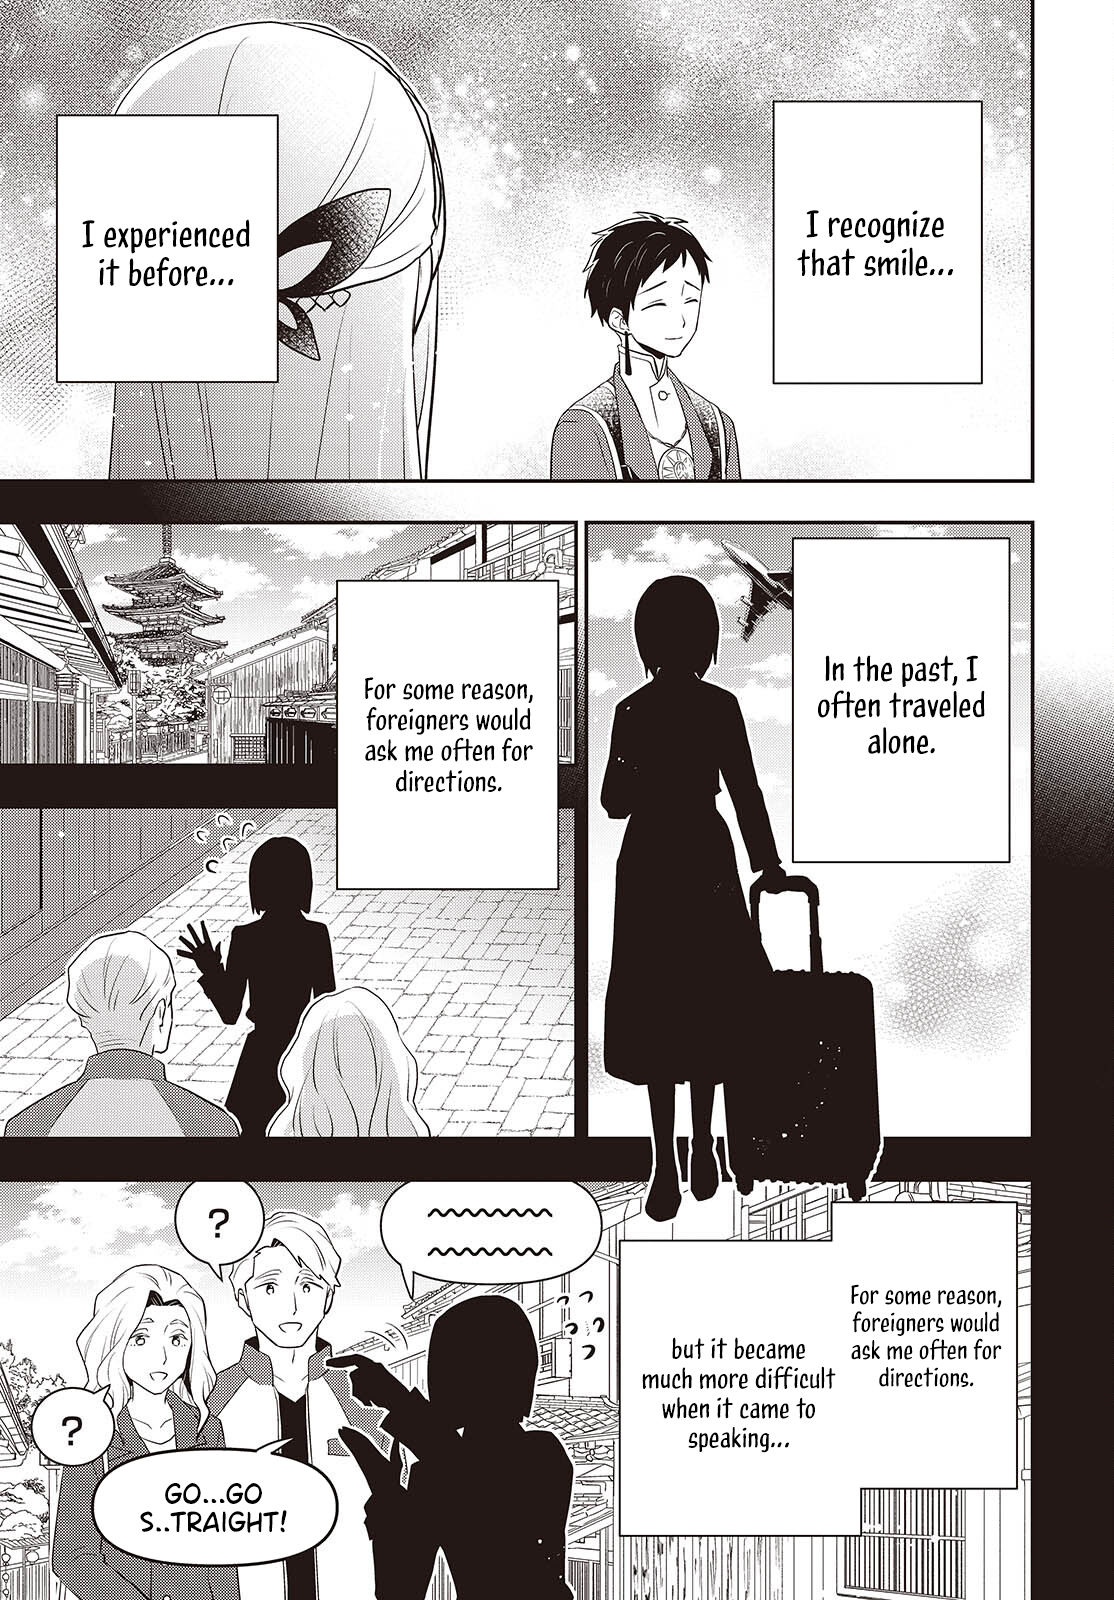 I recognize
that smile...
I experienced
it before...
In the past, I
often traveled
alone.
For some reason,
foreigners would
ask me often for
directions.
For some reason,
foreigners would
ask me often for
directions.
but it became
much more difficult
when it came to
speaking...
?
?
GO...GO
S..TRAIGHT!